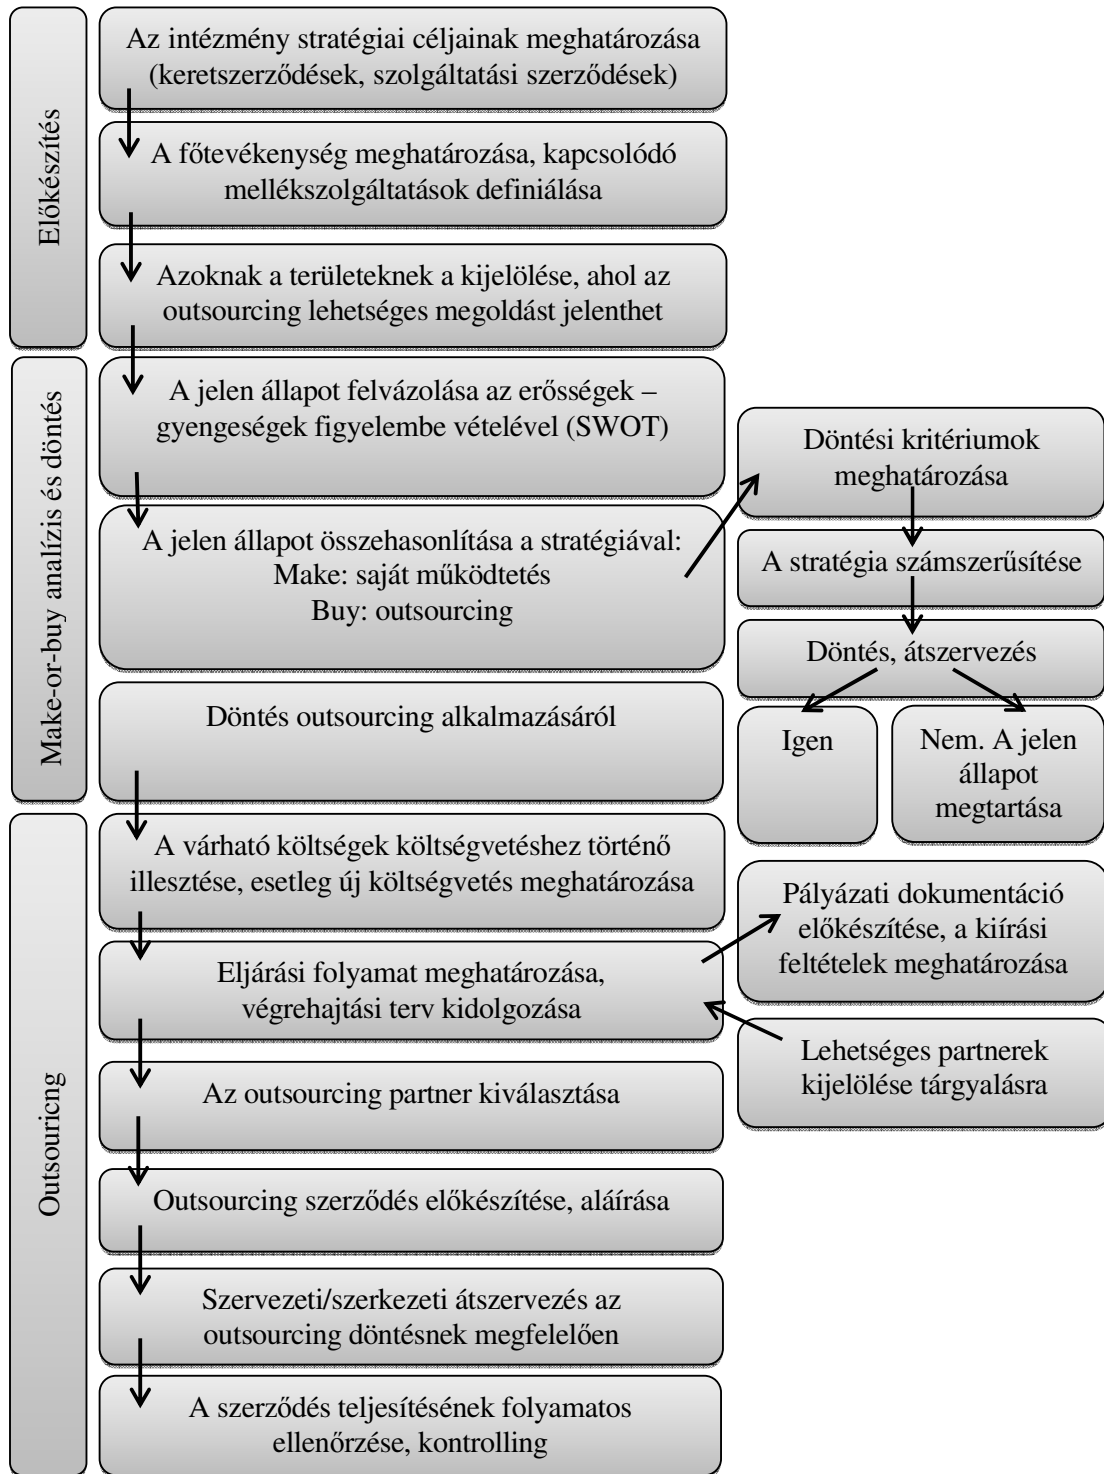 Előkészítés
Az intézmény stratégiai céljainak meghatározása
(keretszerződések, szolgáltatási szerződések)
A főtevékenység meghatározása, kapcsolódó
mellékszolgáltatások definiálása
Azoknak a területeknek a kijelölése, ahol az
outsourcing lehetséges megoldást jelenthet
Make-or-buy analízis és döntés
A jelen állapot felvázolása az erősségek –
gyengeségek figyelembe vételével (SWOT)
A jelen állapot összehasonlítása a stratégiával:
Make: saját működtetés
Buy: outsourcing
Döntési kritériumok
meghatározása
A stratégia számszerűsítése
Döntés, átszervezés
Igen
Nem. A jelen
állapot
megtartása
Döntés outsourcing alkalmazásáról
Outsouricng
A várható költségek költségvetéshez történő
illesztése, esetleg új költségvetés meghatározása
Eljárási folyamat meghatározása,
végrehajtási terv kidolgozása
Pályázati dokumentáció
előkészítése, a kiírási
feltételek meghatározása
Lehetséges partnerek
kijelölése tárgyalásra
Az outsourcing partner kiválasztása
Outsourcing szerződés előkészítése, aláírása
Szervezeti/szerkezeti átszervezés az
outsourcing döntésnek megfelelően
A szerződés teljesítésének folyamatos
ellenőrzése, kontrolling